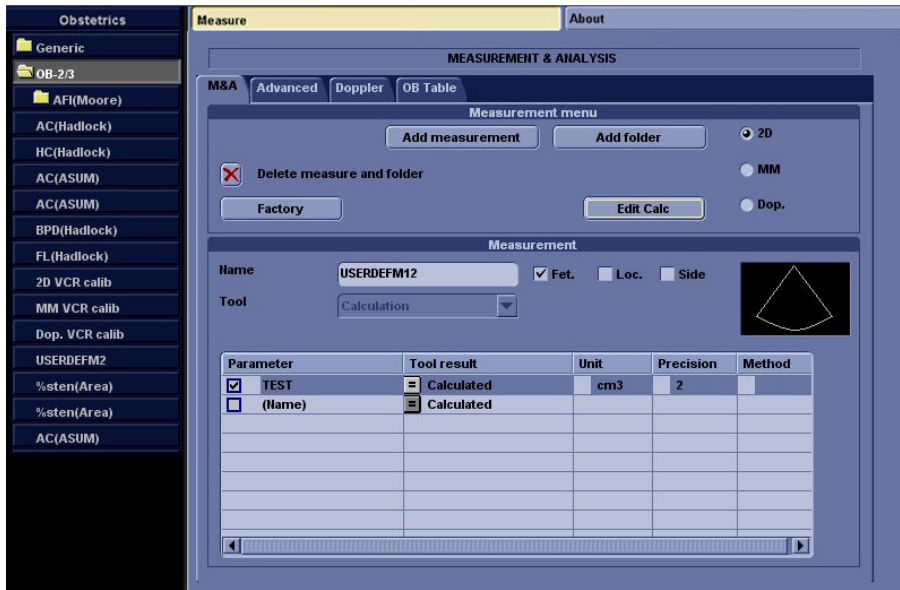 Obstetrics
Generic
OB-2/3
AFI(Moore)
AC(Hadlock)
HC(Hadlock)
AC(ASUM)
AC(ASUM)
BPD(Hadlock)
FL(Hadlock)
2D VCR calib
MM VCR calib
Dop. VCR calib
USERDEFM2
%sten(Area)
%sten(Area)
AC(ASUM)
Measure About
MEASUREMENT & ANALYSIS
M&A Advanced Doppler OB Table
Measurement menu
Add measurement Add folder 2D
Delete measure and folder MM
Factory Edit Calc Dop.
Measurement
Name USERDEFM12 Fet. Loc. Side
Tool Calculation
Parameter Tool result Unit Precision Method
TEST = Calculated cm3 2
(Name) = Calculated